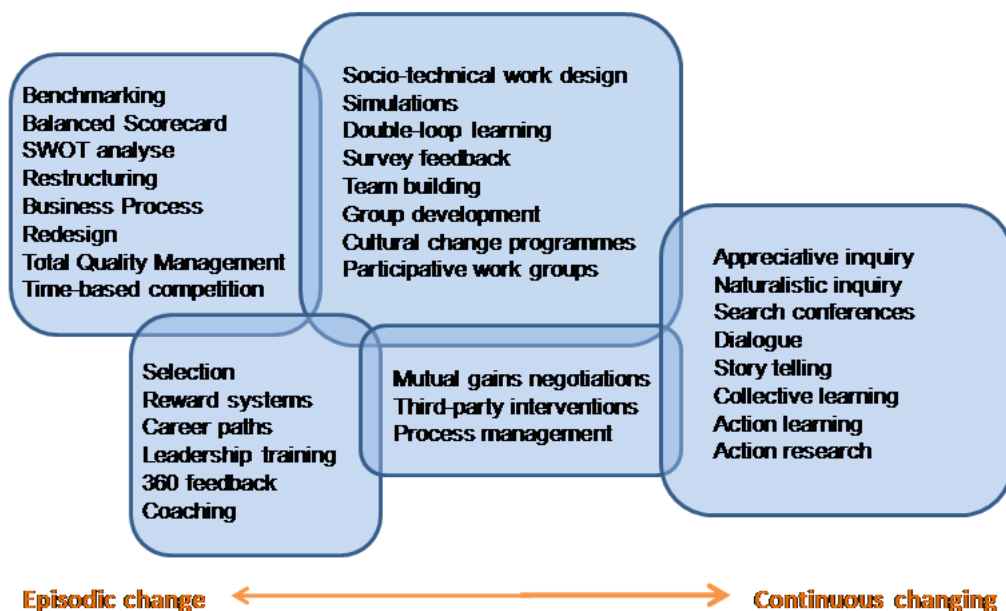 Benchmarking
Balanced Scorecard
SWOT analyse
Restructuring
Business Process
Redesign
Total Quality Management
Time-based competition
Socio-technical work design
Simulations
Double-loop learning
Survey feedback
Team building
Group development
Cultural change programmes
Participative work groups
Appreciative inquiry
Naturalistic inquiry
Search conferences
Dialogue
Story telling
Collective learning
Action learning
Action research
Selection
Reward systems
Career paths
Leadership training
360 feedback
Coaching
Mutual gains negotiations
Third-party interventions
Process management
Episodic change
Continuous changing